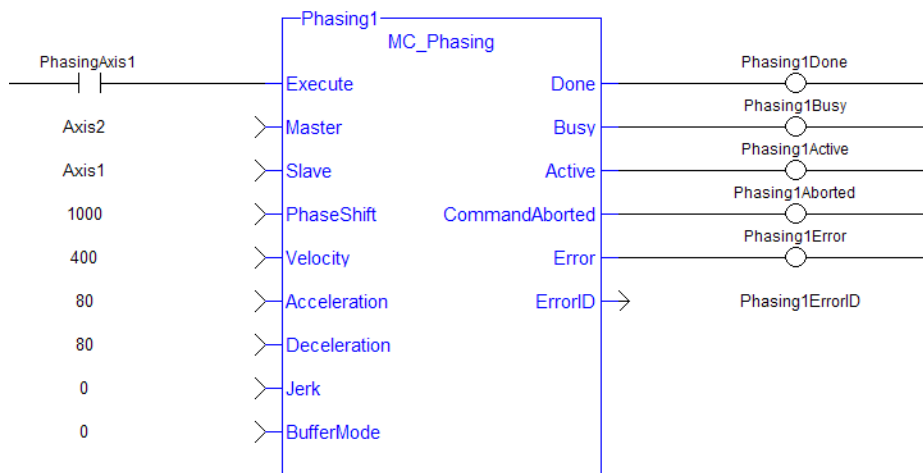 Phasing1
MC_Phasing
PhasingAxis1 Execute Done Phasing1Done
Axis2 Master Busy Phasing1Busy
Axis1 Slave Active Phasing1Active
1000 PhaseShift CommandAborted Phasing1Aborted
400 Velocity Error Phasing1Error
80 Acceleration ErrorID Phasing1ErrorID
80 Deceleration
0 Jerk
0 BufferMode